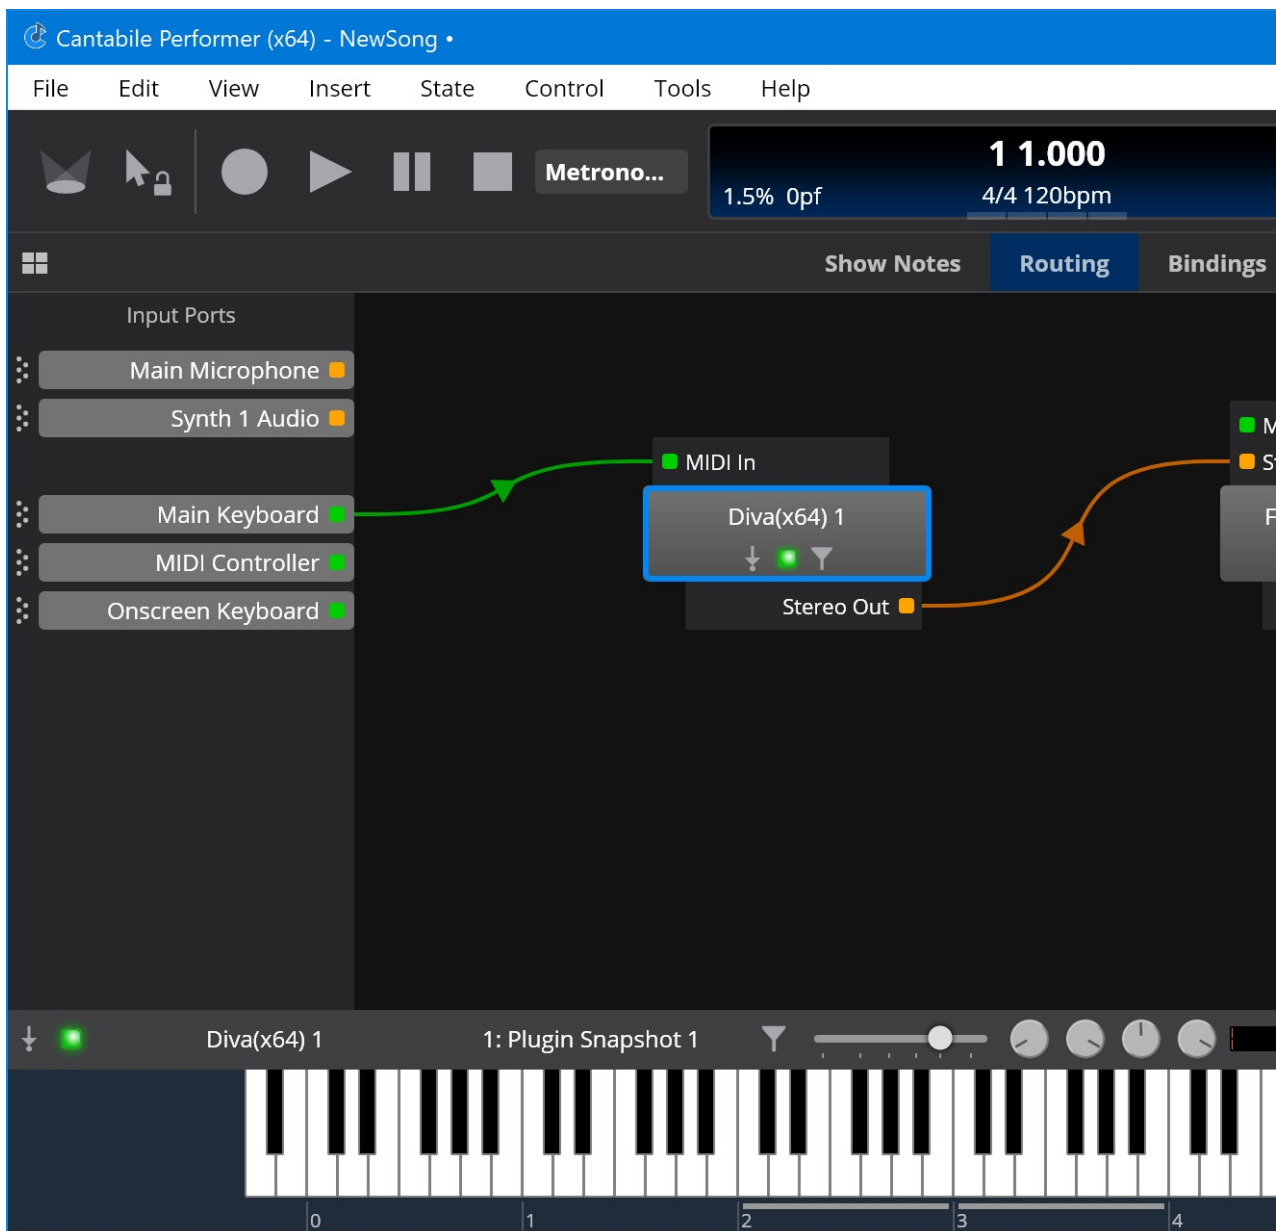 Cantabile Performer (x64) - NewSong •
File Edit View Insert State Control Tools Help
Metrono...
1 1.000
1.5% 0pf
4/4 120bpm
Show Notes Routing Bindings
Input Ports
Main Microphone
Synth 1 Audio
MIDI In
Main Keyboard
Diva(x64) 1
MIDI Controller
Onscreen Keyboard
Stereo Out
Diva(x64) 1 1: Plugin Snapshot 1
0 1 2 3 4